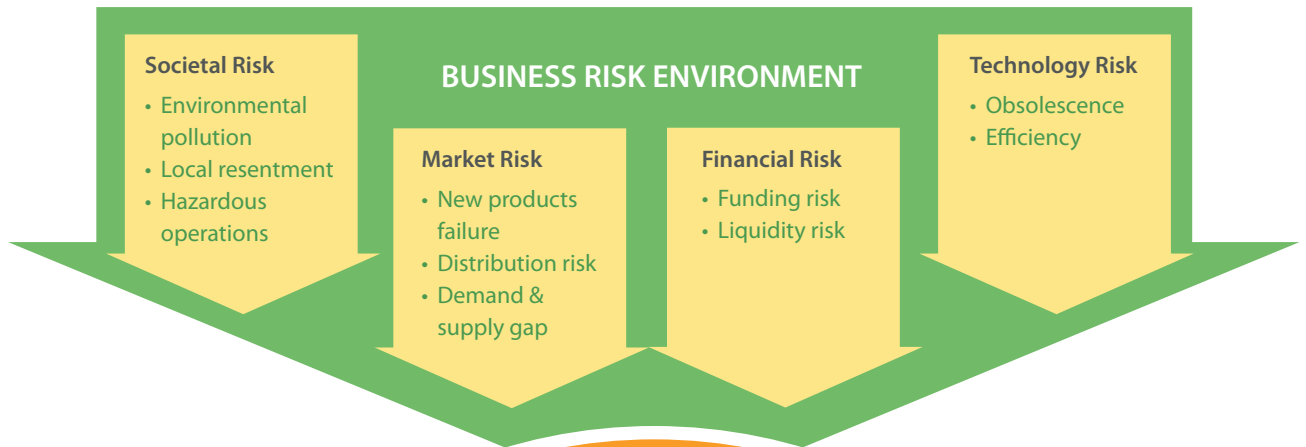 BUSINESS RISK ENVIRONMENT
Societal Risk
• Environmental
pollution
• Local resentment
• Hazardous
operations
Market Risk
• New products
failure
• Distribution risk
• Demand &
supply gap
Financial Risk
• Funding risk
• Liquidity risk
Technology Risk
• Obsolescence
• Efficiency